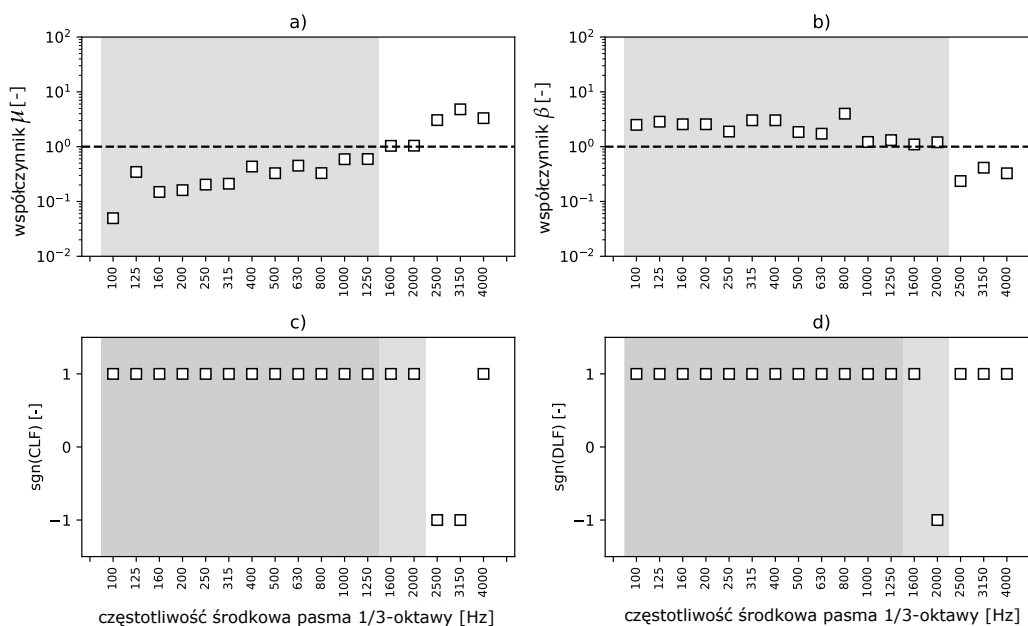 a)
współczynnik μ [-]
10²
10¹
10⁰
10⁻¹
10⁻²
100 125 160 200 250 315 400 500 630 800 1000 1250 1600 2000 2500 3150 4000
b)
współczynnik β [-]
10²
10¹
10⁰
10⁻¹
10⁻²
100 125 160 200 250 315 400 500 630 800 1000 1250 1600 2000 2500 3150 4000
c)
sgn(CLF) [-]
1
0
−1
100 125 160 200 250 315 400 500 630 800 1000 1250 1600 2000 2500 3150 4000
częstotliwość środkowa pasma 1/3-oktawy [Hz]
d)
sgn(DLF) [-]
1
0
−1
100 125 160 200 250 315 400 500 630 800 1000 1250 1600 2000 2500 3150 4000
częstotliwość środkowa pasma 1/3-oktawy [Hz]